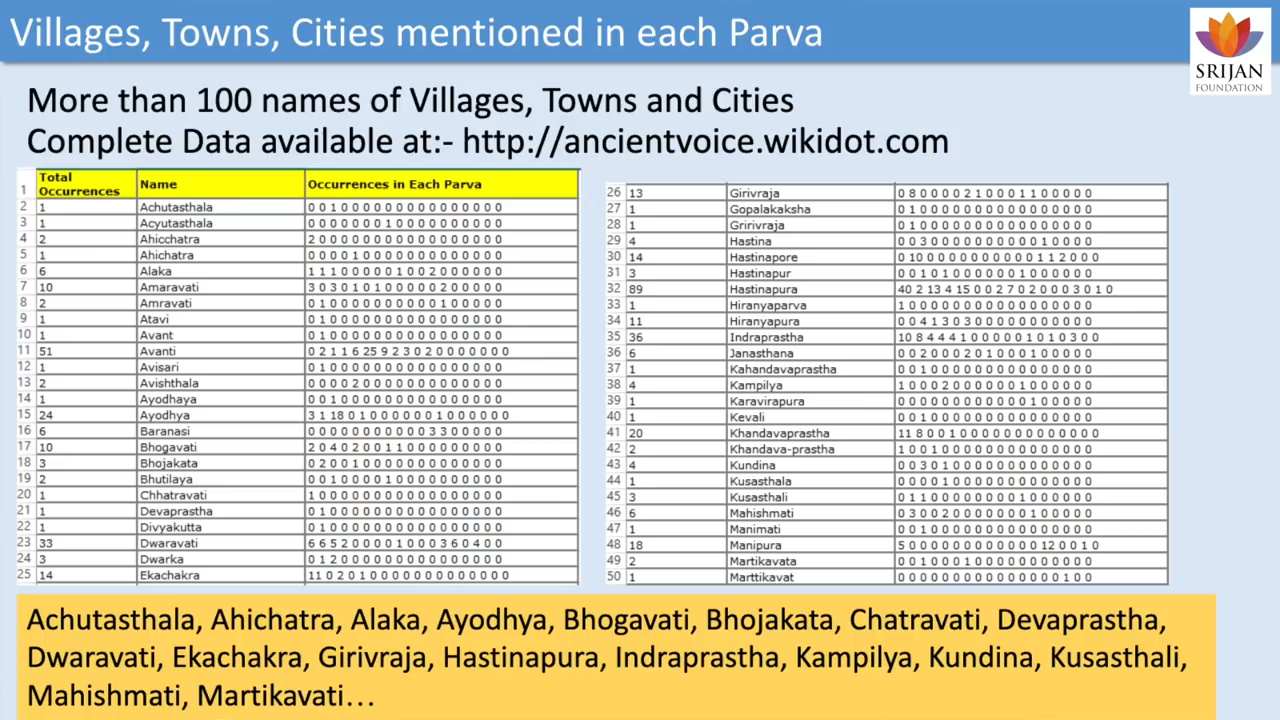 Villages, Towns, Cities mentioned in each Parva
SRIJAN
FOUNDATION
More than 100 names of Villages, Towns and Cities
Complete Data available at:- http://ancientvoice.wikidot.com
1 Total Occurrences Name Occurrences in Each Parva
2 1 Achutasthala 0 0 1 0 0 0 0 0 0 0 0 0 0 0 0 0 0 0
3 1 Acyutasthala 0 0 0 0 0 0 0 1 0 0 0 0 0 0 0 0 0 0
4 2 Ahicchatra 2 0 0 0 0 0 0 0 0 0 0 0 0 0 0 0 0 0
5 1 Ahichatra 0 0 0 0 1 0 0 0 0 0 0 0 0 0 0 0 0 0
6 6 Alaka 1 1 1 0 0 0 0 0 1 0 0 2 0 0 0 0 0 0
7 10 Amaravati 3 0 3 0 1 0 1 0 0 0 0 0 2 0 0 0 0 0
8 2 Amravati 0 1 0 0 0 0 0 0 0 0 0 0 1 0 0 0 0 0
9 1 Atavi 0 1 0 0 0 0 0 0 0 0 0 0 0 0 0 0 0 0
10 1 Avant 0 1 0 0 0 0 0 0 0 0 0 0 0 0 0 0 0 0
11 51 Avanti 0 2 1 1 6 25 9 2 3 0 2 0 0 0 0 0 0 0
12 1 Avisari 0 1 0 0 0 0 0 0 0 0 0 0 0 0 0 0 0 0
13 2 Avishthala 0 0 0 0 2 0 0 0 0 0 0 0 0 0 0 0 0 0
14 1 Ayodhaya 0 0 1 0 0 0 0 0 0 0 0 0 0 0 0 0 0 0
15 24 Ayodhya 3 1 18 0 1 0 0 0 0 0 0 1 0 0 0 0 0 0
16 6 Baranasi 0 0 0 0 0 0 0 0 0 0 0 3 3 0 0 0 0 0
17 10 Bhogavati 2 0 4 0 2 0 0 1 1 0 0 0 0 0 0 0 0 0
18 3 Bhojakata 0 2 0 0 1 0 0 0 0 0 0 0 0 0 0 0 0 0
19 2 Bhutilaya 0 0 1 0 0 0 0 1 0 0 0 0 0 0 0 0 0 0
20 1 Chhatravati 1 0 0 0 0 0 0 0 0 0 0 0 0 0 0 0 0 0
21 1 Devaprastha 0 1 0 0 0 0 0 0 0 0 0 0 0 0 0 0 0 0
22 1 Divyakutta 0 1 0 0 0 0 0 0 0 0 0 0 0 0 0 0 0 0
23 33 Dwaravati 6 6 5 2 0 0 0 0 1 0 0 0 3 6 0 4 0 0
24 3 Dwarka 0 1 2 0 0 0 0 0 0 0 0 0 0 0 0 0 0 0
25 14 Ekachakra 11 0 2 0 1 0 0 0 0 0 0 0 0 0 0 0 0 0
26 13 Girivraja 0 8 0 0 0 0 2 1 0 0 0 1 1 0 0 0 0 0
27 1 Gopalakaksha 0 1 0 0 0 0 0 0 0 0 0 0 0 0 0 0 0 0
28 1 Gririvraja 0 1 0 0 0 0 0 0 0 0 0 0 0 0 0 0 0 0
29 4 Hastina 0 0 3 0 0 0 0 0 0 0 0 0 0 1 0 0 0 0
30 14 Hastinapore 0 10 0 0 0 0 0 0 0 0 0 0 1 1 2 0 0 0
31 3 Hastinapur 0 0 1 0 1 0 0 0 0 0 0 1 0 0 0 0 0 0
32 89 Hastinapura 40 2 13 4 15 0 0 2 7 0 2 0 0 0 3 0 1 0
33 1 Hiranyaparva 1 0 0 0 0 0 0 0 0 0 0 0 0 0 0 0 0 0
34 11 Hiranyapura 0 0 4 1 3 0 3 0 0 0 0 0 0 0 0 0 0 0
35 36 Indraprastha 10 8 4 4 4 1 0 0 0 0 0 1 0 1 0 3 0 0
36 6 Janasthana 0 0 2 0 0 0 2 0 1 0 0 0 1 0 0 0 0 0
37 1 Kahandavaprastha 0 0 1 0 0 0 0 0 0 0 0 0 0 0 0 0 0 0
38 4 Kampilya 1 0 0 0 2 0 0 0 0 0 0 1 0 0 0 0 0 0
39 1 Karavirapura 0 0 0 0 0 0 0 0 0 0 0 0 1 0 0 0 0 0
40 1 Kevali 0 0 1 0 0 0 0 0 0 0 0 0 0 0 0 0 0 0
41 20 Khandavaprastha 11 8 0 0 1 0 0 0 0 0 0 0 0 0 0 0 0 0
42 2 Khandava-prastha 1 0 0 1 0 0 0 0 0 0 0 0 0 0 0 0 0 0
43 4 Kundina 0 0 3 0 1 0 0 0 0 0 0 0 0 0 0 0 0 0
44 1 Kusasthala 0 0 0 0 1 0 0 0 0 0 0 0 0 0 0 0 0 0
45 3 Kusasthali 0 1 1 0 0 0 0 0 0 0 0 1 0 0 0 0 0 0
46 6 Mahishmati 0 3 0 0 2 0 0 0 0 0 0 0 1 0 0 0 0 0
47 1 Manimati 0 0 1 0 0 0 0 0 0 0 0 0 0 0 0 0 0 0
48 18 Manipura 5 0 0 0 0 0 0 0 0 0 0 0 0 12 0 0 1 0
49 2 Martikavata 0 0 1 0 0 0 1 0 0 0 0 0 0 0 0 0 0 0
50 1 Marttikavat 0 0 0 0 0 0 0 0 0 0 0 0 0 0 0 1 0 0
Achutasthala, Ahichatra, Alaka, Ayodhya, Bhogavati, Bhojakata, Chatravati, Devaprastha,
Dwaravati, Ekachakra, Girivraja, Hastinapura, Indraprastha, Kampilya, Kundina, Kusasthali,
Mahishmati, Martikavati…